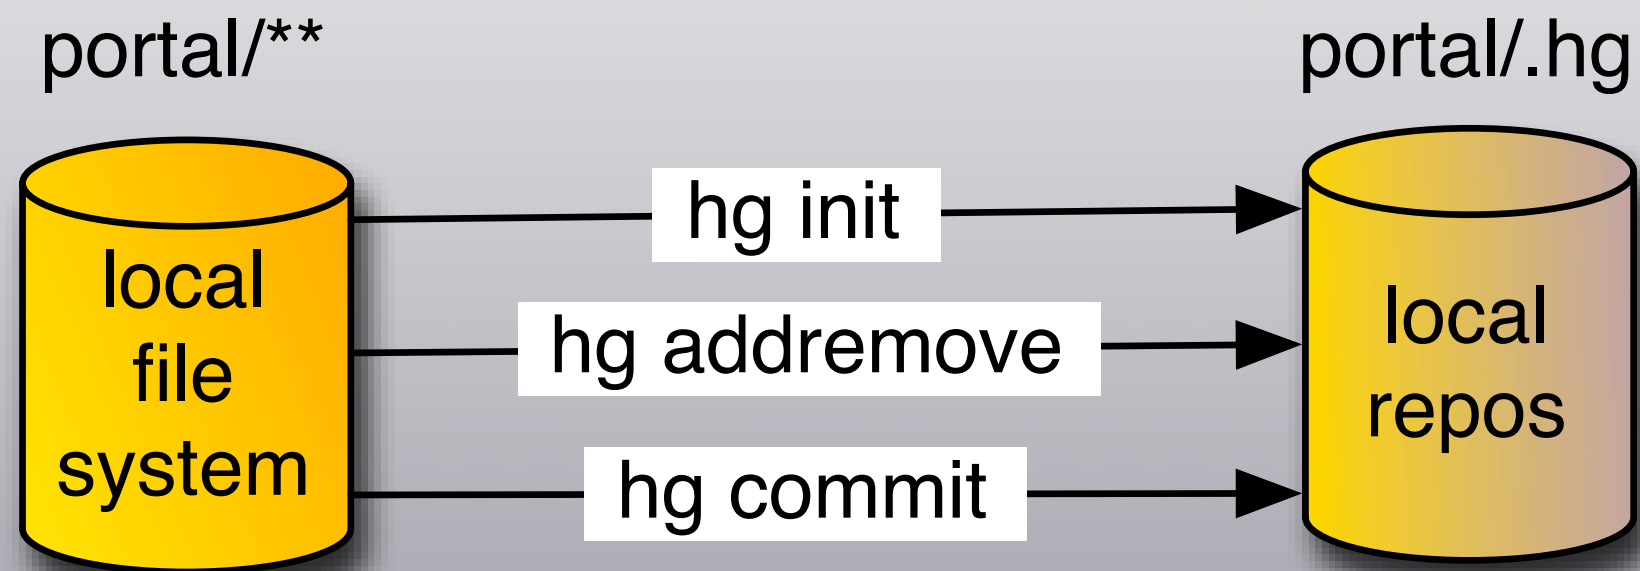 portal/**
portal/.hg
hg init
local
file
system
hg addremove
local
repos
hg commit